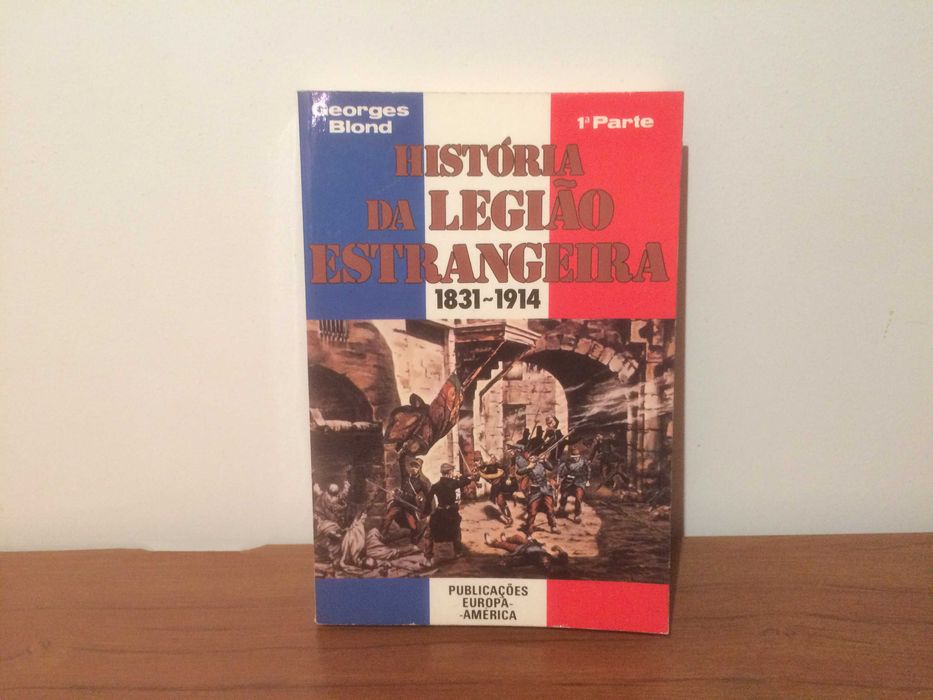 Georges
Blond
1ª Parte
HISTÓRIA
DA LEGIÃO
ESTRANGEIRA
1831~1914
PUBLICAÇÕES
EUROPA-
-AMÉRICA